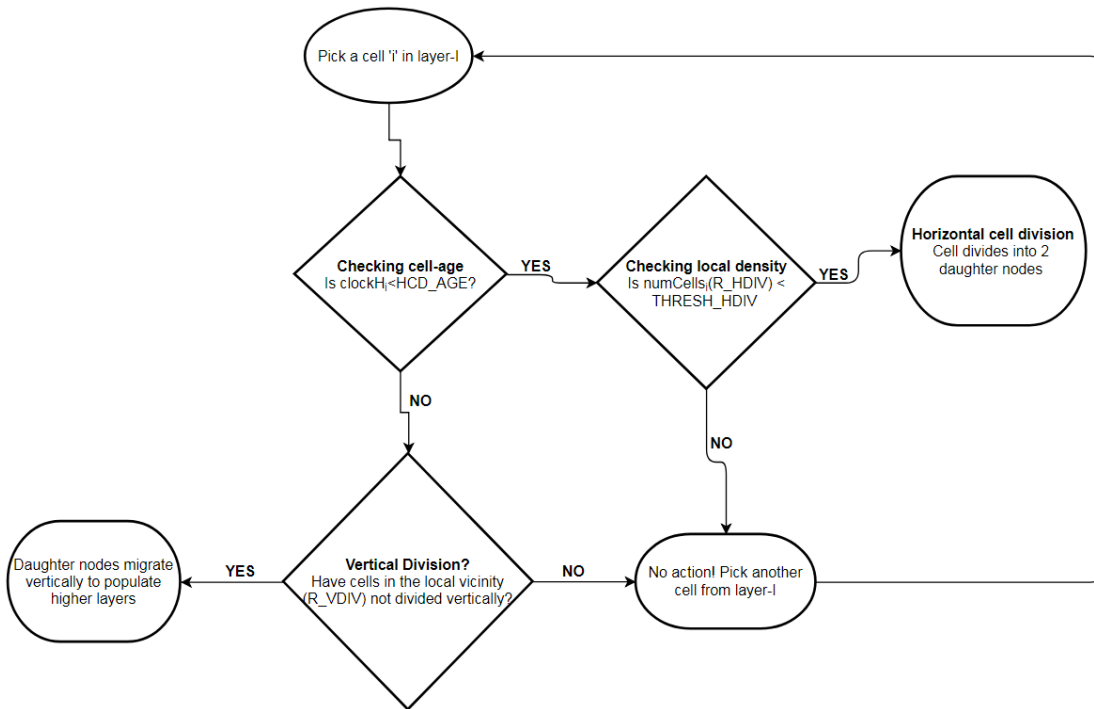 Pick a cell 'i' in layer-I
Checking cell-age
Is clockHᵢ<HCD_AGE?
YES
Checking local density
Is numCellsᵢ(R_HDIV) <
THRESH_HDIV
YES
Horizontal cell division
Cell divides into 2
daughter nodes
NO
NO
Daughter nodes migrate
vertically to populate
higher layers
YES
Vertical Division?
Have cells in the local vicinity
(R_VDIV) not divided vertically?
NO
No action! Pick another
cell from layer-I